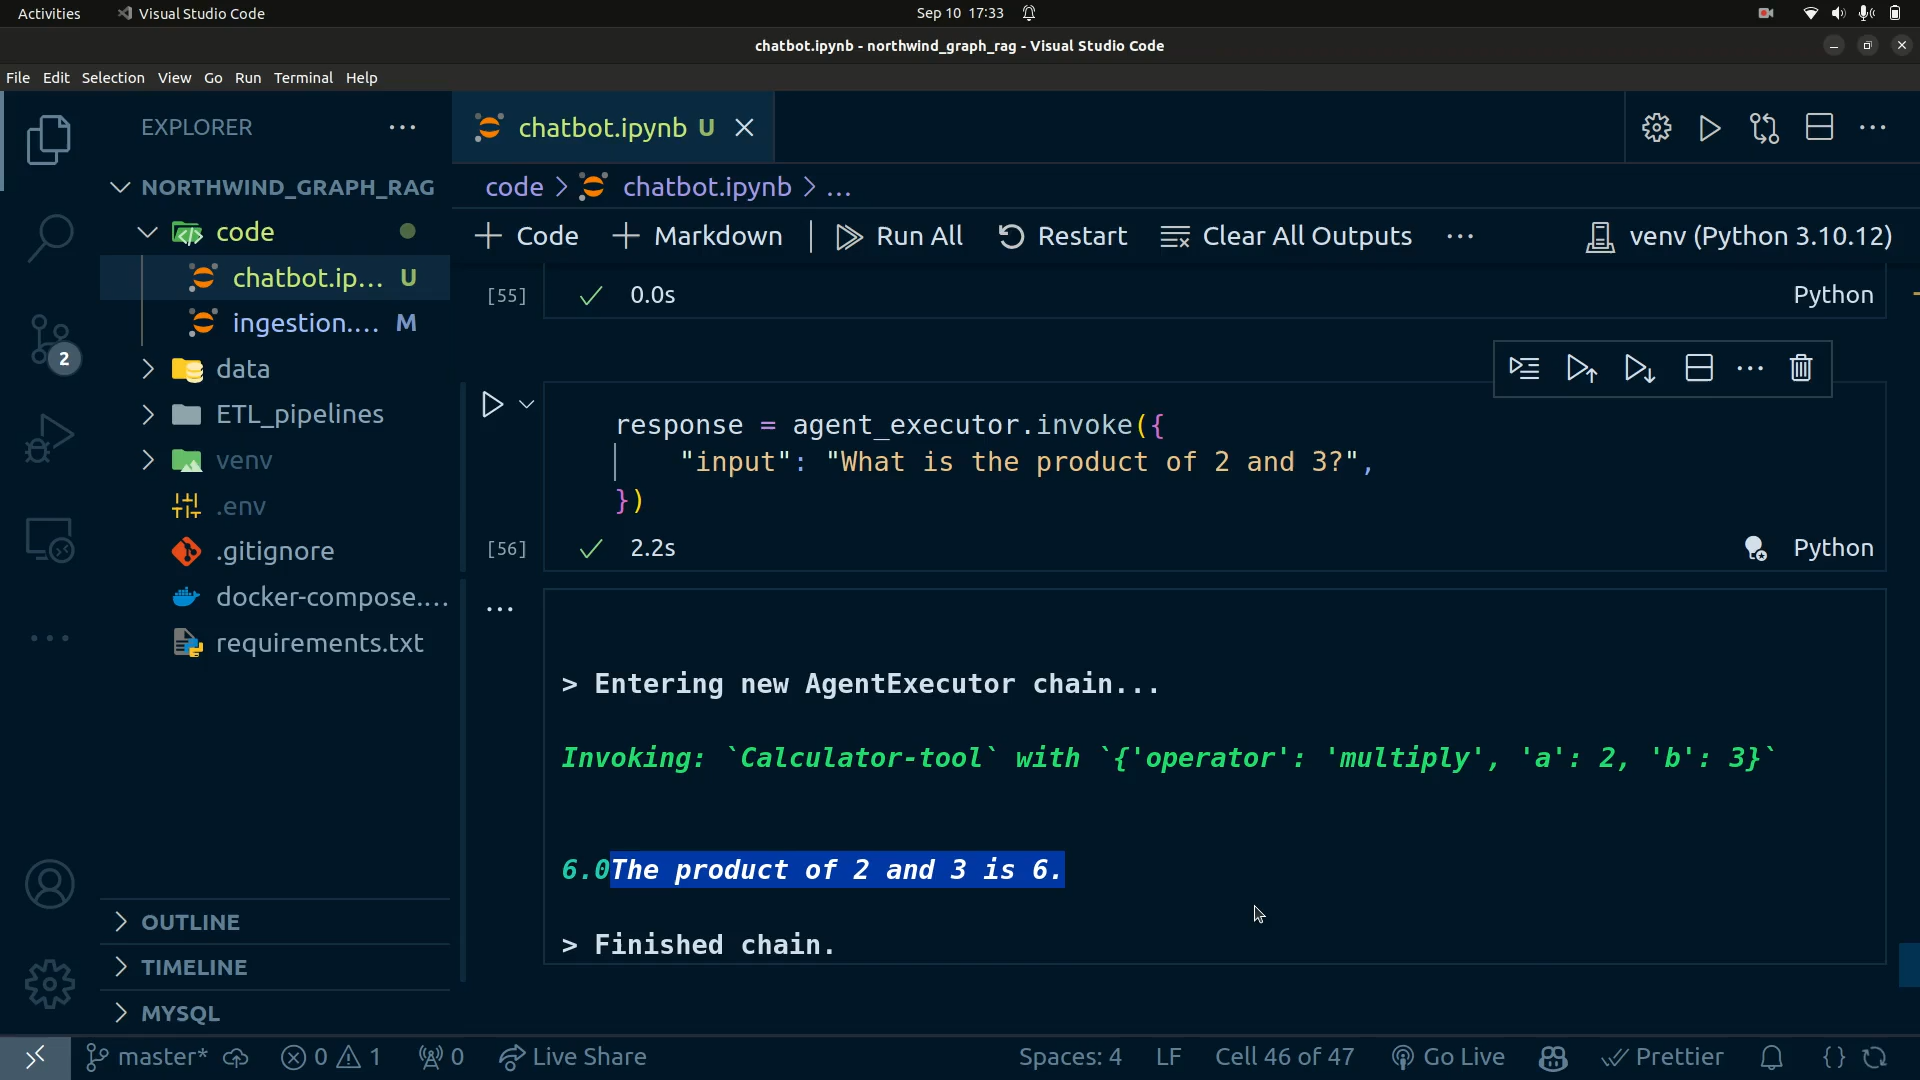 Activities
Visual Studio Code
Sep 10 17:33
chatbot.ipynb - northwind_graph_rag - Visual Studio Code
File Edit Selection View Go Run Terminal Help
EXPLORER
chatbot.ipynb U
NORTHWIND_GRAPH_RAG
code > chatbot.ipynb > ...
code
+ Code + Markdown | Run All Restart Clear All Outputs ... venv (Python 3.10.12)
chatbot.ip... U
[55] 0.0s Python
ingestion.... M
2
data
ETL_pipelines
response = agent_executor.invoke({
"input": "What is the product of 2 and 3?",
})
venv
.env
[56] 2.2s Python
.gitignore
docker-compose....
requirements.txt
> Entering new AgentExecutor chain...
Invoking: `Calculator-tool` with `{'operator': 'multiply', 'a': 2, 'b': 3}`
6.0The product of 2 and 3 is 6.
> Finished chain.
OUTLINE
TIMELINE
MYSQL
master* 0 1 0 Live Share Spaces: 4 LF Cell 46 of 47 Go Live Prettier {}